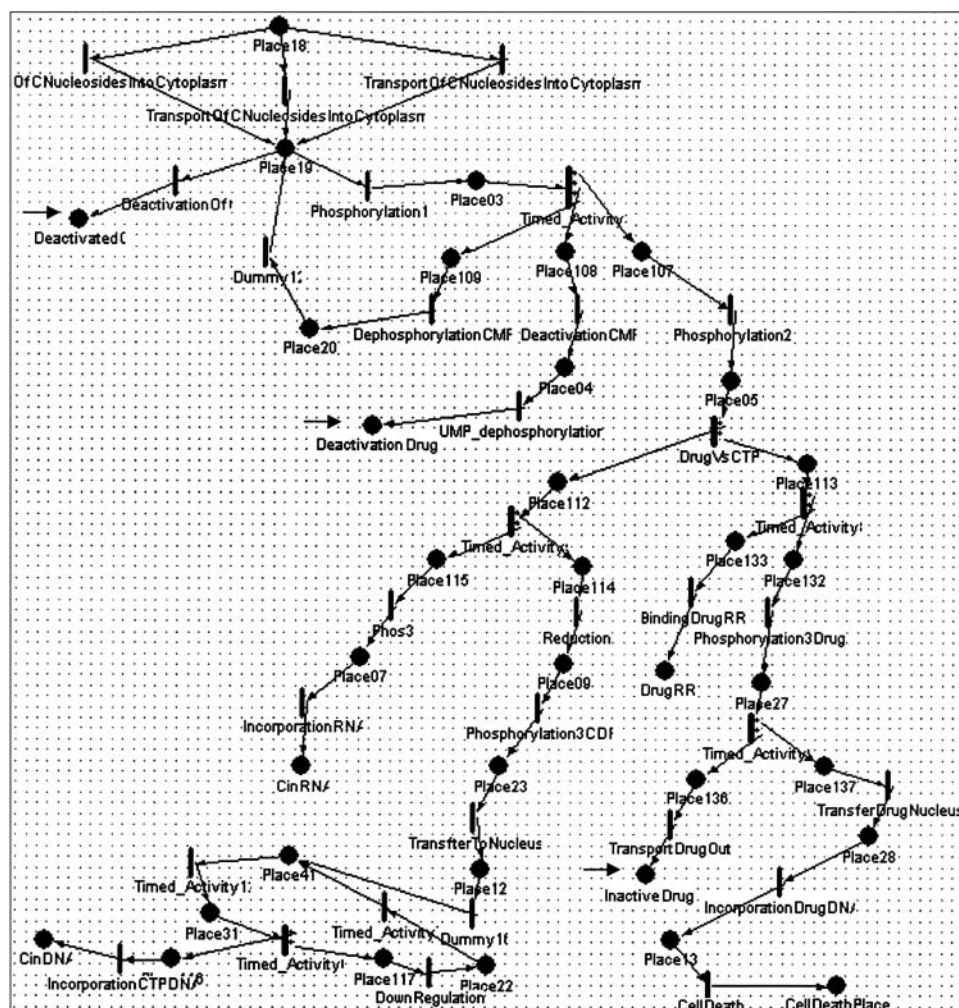 Place18
OfCNucleosidesIntoCytoplasm
TransportOfCNucleosidesIntoCytoplasm
TransportOfCNucleosidesIntoCytoplasm
Place19
DeactivationOf
Phosphorylation1
Place03
Timed_Activity
Deactivated
Dummy12
Place109
Place108
Place107
Place20
DephosphorylationCMP
DeactivationCMP
Phosphorylation2
Place04
Place05
Deactivation Drug
UMP_dephosphorylation
DrugVsCTP
Place113
Place112
Timed_Activity
Timed_Activity
Place133
Place132
Place115
Place114
Phos3
Reduction
BindingDrugRR
Phosphorylation3Drug
Place07
Place09
DrugRR
Place27
IncorporationRNA
Phosphorylation3CDP
Timed_Activity
CinRNA
Place23
Place136
Place137
TransferDrugNucleus
TransfterToNucleus
TransportDrugOut
Place28
Place41
Timed_Activity1
Place12
Inactive Drug
IncorporationDrugDNA
Place31
Timed_Activity
Dummy16
Place13
CinDNA
IncorporationCTPDNA
Timed_Activity
Place117
Place22
DownRegulation
CellDeath
CellDeathPlace